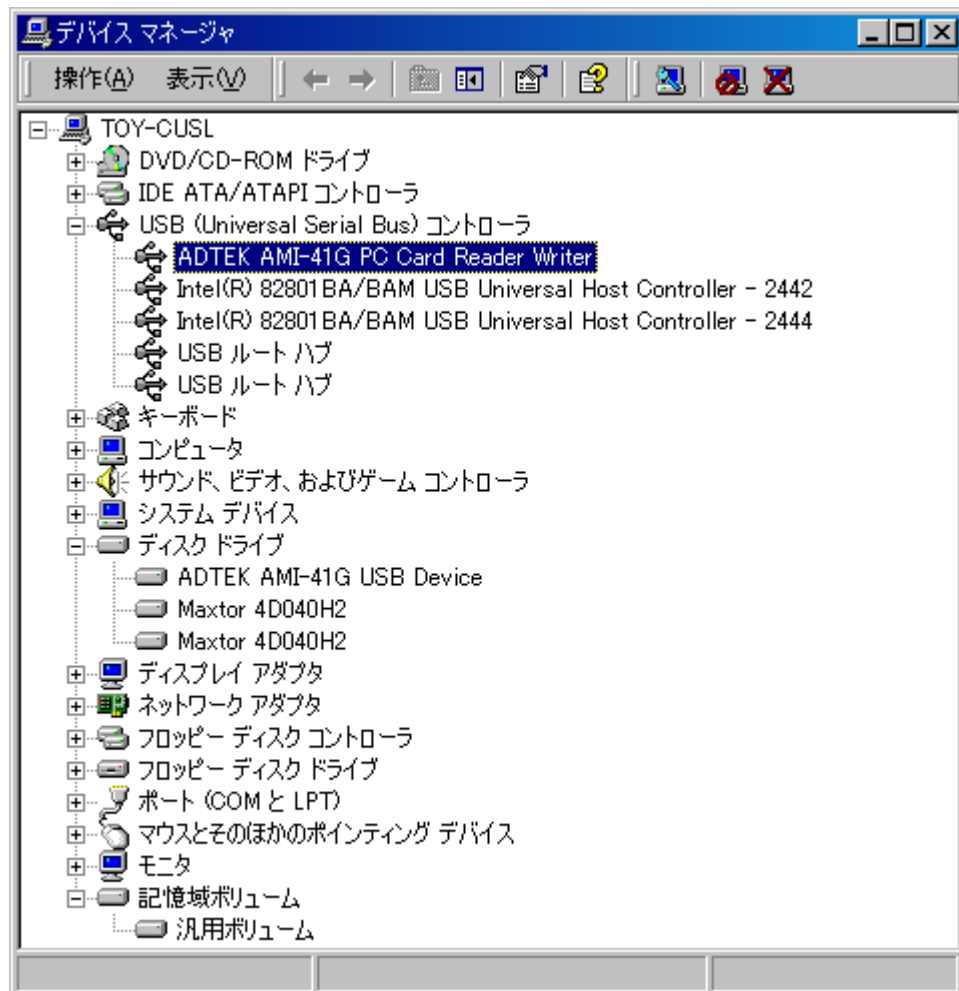 デバイス マネージャ
操作(A) 表示(V)
TOY-CUSL
DVD/CD-ROM ドライブ
IDE ATA/ATAPI コントローラ
USB (Universal Serial Bus) コントローラ
ADTEK AMI-41G PC Card Reader Writer
Intel(R) 82801BA/BAM USB Universal Host Controller - 2442
Intel(R) 82801BA/BAM USB Universal Host Controller - 2444
USB ルート ハブ
USB ルート ハブ
キーボード
コンピュータ
サウンド、ビデオ、およびゲーム コントローラ
システム デバイス
ディスク ドライブ
ADTEK AMI-41G USB Device
Maxtor 4D040H2
Maxtor 4D040H2
ディスプレイ アダプタ
ネットワーク アダプタ
フロッピー ディスク コントローラ
フロッピー ディスク ドライブ
ポート (COM と LPT)
マウスとそのほかのポインティング デバイス
モニタ
記憶域ボリューム
汎用ボリューム